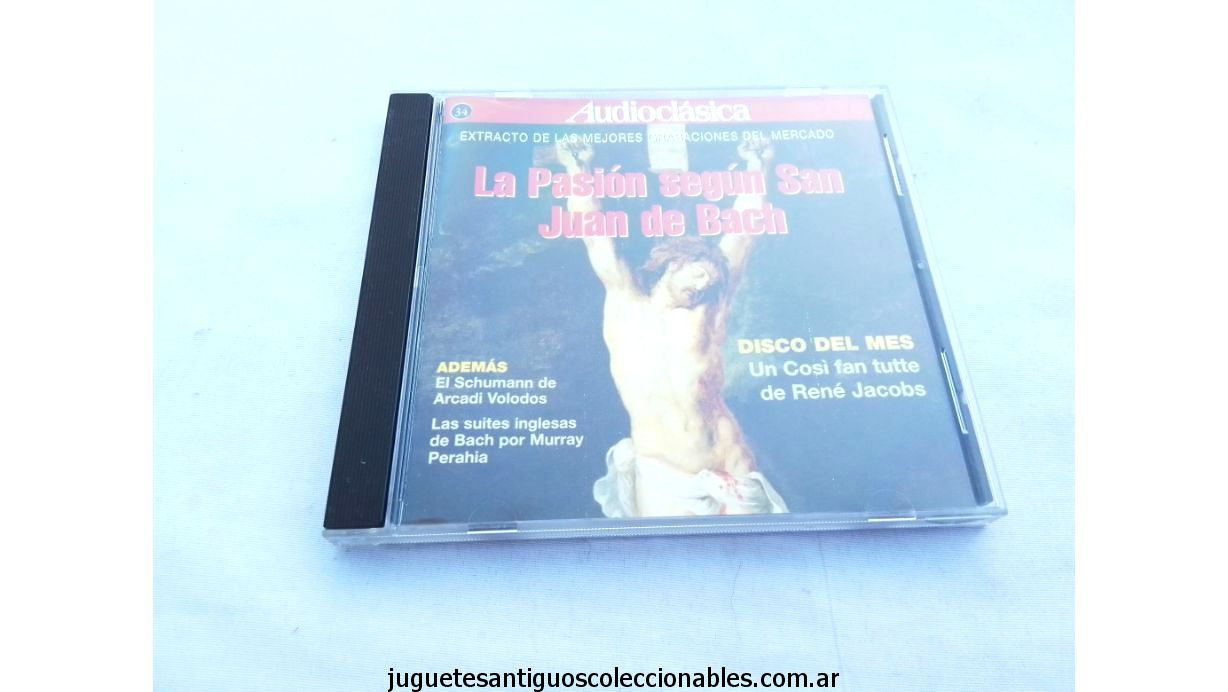 34
Audioclásica
EXTRACTO DE LAS MEJORES GRABACIONES DEL MERCADO
La Pasión según San
Juan de Bach
DISCO DEL MES
Un Così fan tutte
de René Jacobs
ADEMÁS
El Schumann de
Arcadi Volodos
Las suites inglesas
de Bach por Murray
Perahia
juguetesantiguoscoleccionables.com.ar